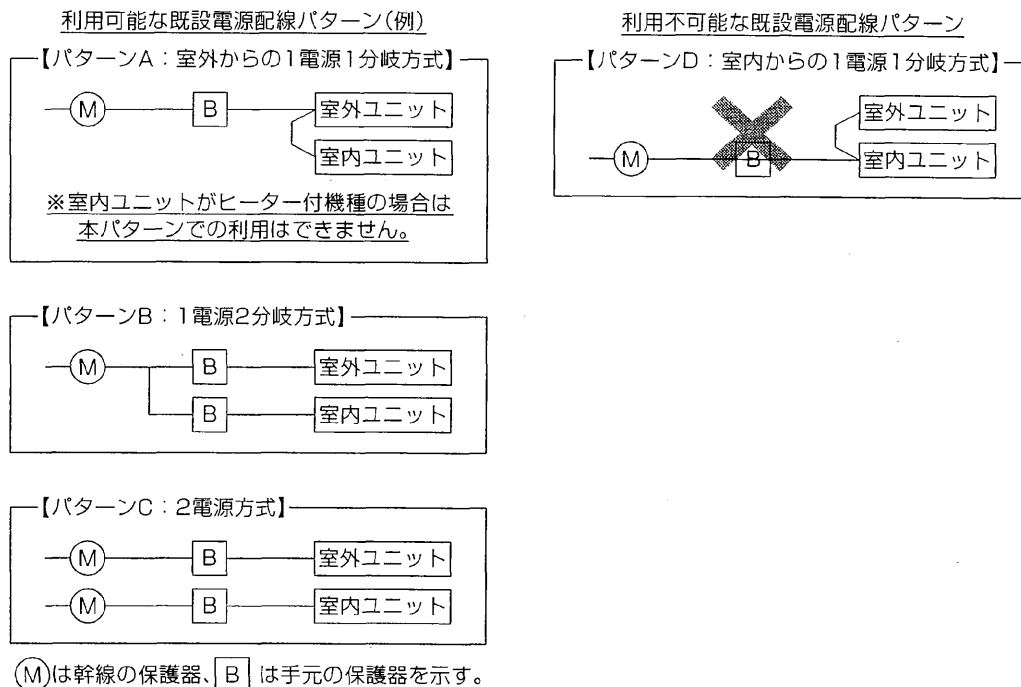 利用可能な既設電源配線パターン(例)
【パターンA：室外からの1電源1分岐方式】
M B 室外ユニット
室内ユニット
※室内ユニットがヒーター付機種の場合は
本パターンでの利用はできません。
【パターンB：1電源2分岐方式】
M B 室外ユニット
B 室内ユニット
【パターンC：2電源方式】
M B 室外ユニット
M B 室内ユニット
Mは幹線の保護器、Bは手元の保護器を示す。
利用不可能な既設電源配線パターン
【パターンD：室内からの1電源1分岐方式】
室外ユニット
M B 室内ユニット